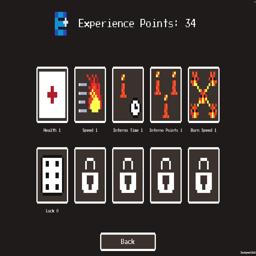 Experience Points: 34
Health 1
Speed 1
Inferno Time 1
Inferno Points 1
Burn Speed 1
Luck 0
Back